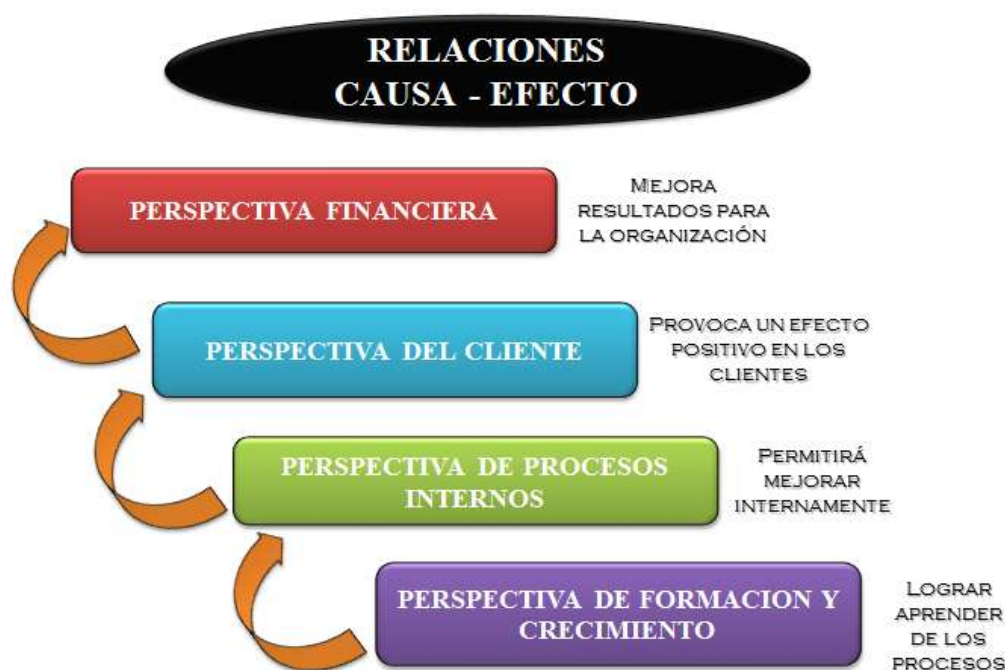 RELACIONES
CAUSA - EFECTO
PERSPECTIVA FINANCIERA
MEJORA
RESULTADOS PARA
LA ORGANIZACIÓN
PERSPECTIVA DEL CLIENTE
PROVOCA UN EFECTO
POSITIVO EN LOS
CLIENTES
PERSPECTIVA DE PROCESOS
INTERNOS
PERMITIRÁ
MEJORAR
INTERNAMENTE
PERSPECTIVA DE FORMACION Y
CRECIMIENTO
LOGRAR
APRENDER
DE LOS
PROCESOS